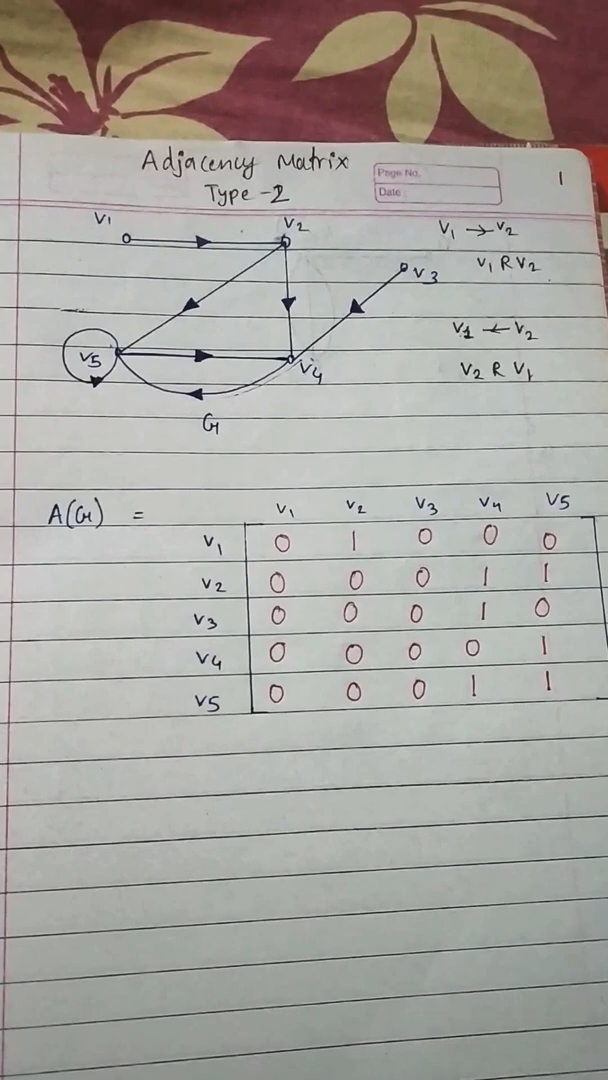 Adjacency Matrix
Type -2
Page No.
Date
1
V1
V2
V1 → V2
V3
V1 R V2
V1 ← V2
V5
V4
V2 R V1
G
A(G) =
V1 V2 V3 V4 V5
V1 0 1 0 0 0
V2 0 0 0 1 1
V3 0 0 0 1 0
V4 0 0 0 0 1
V5 0 0 0 1 1